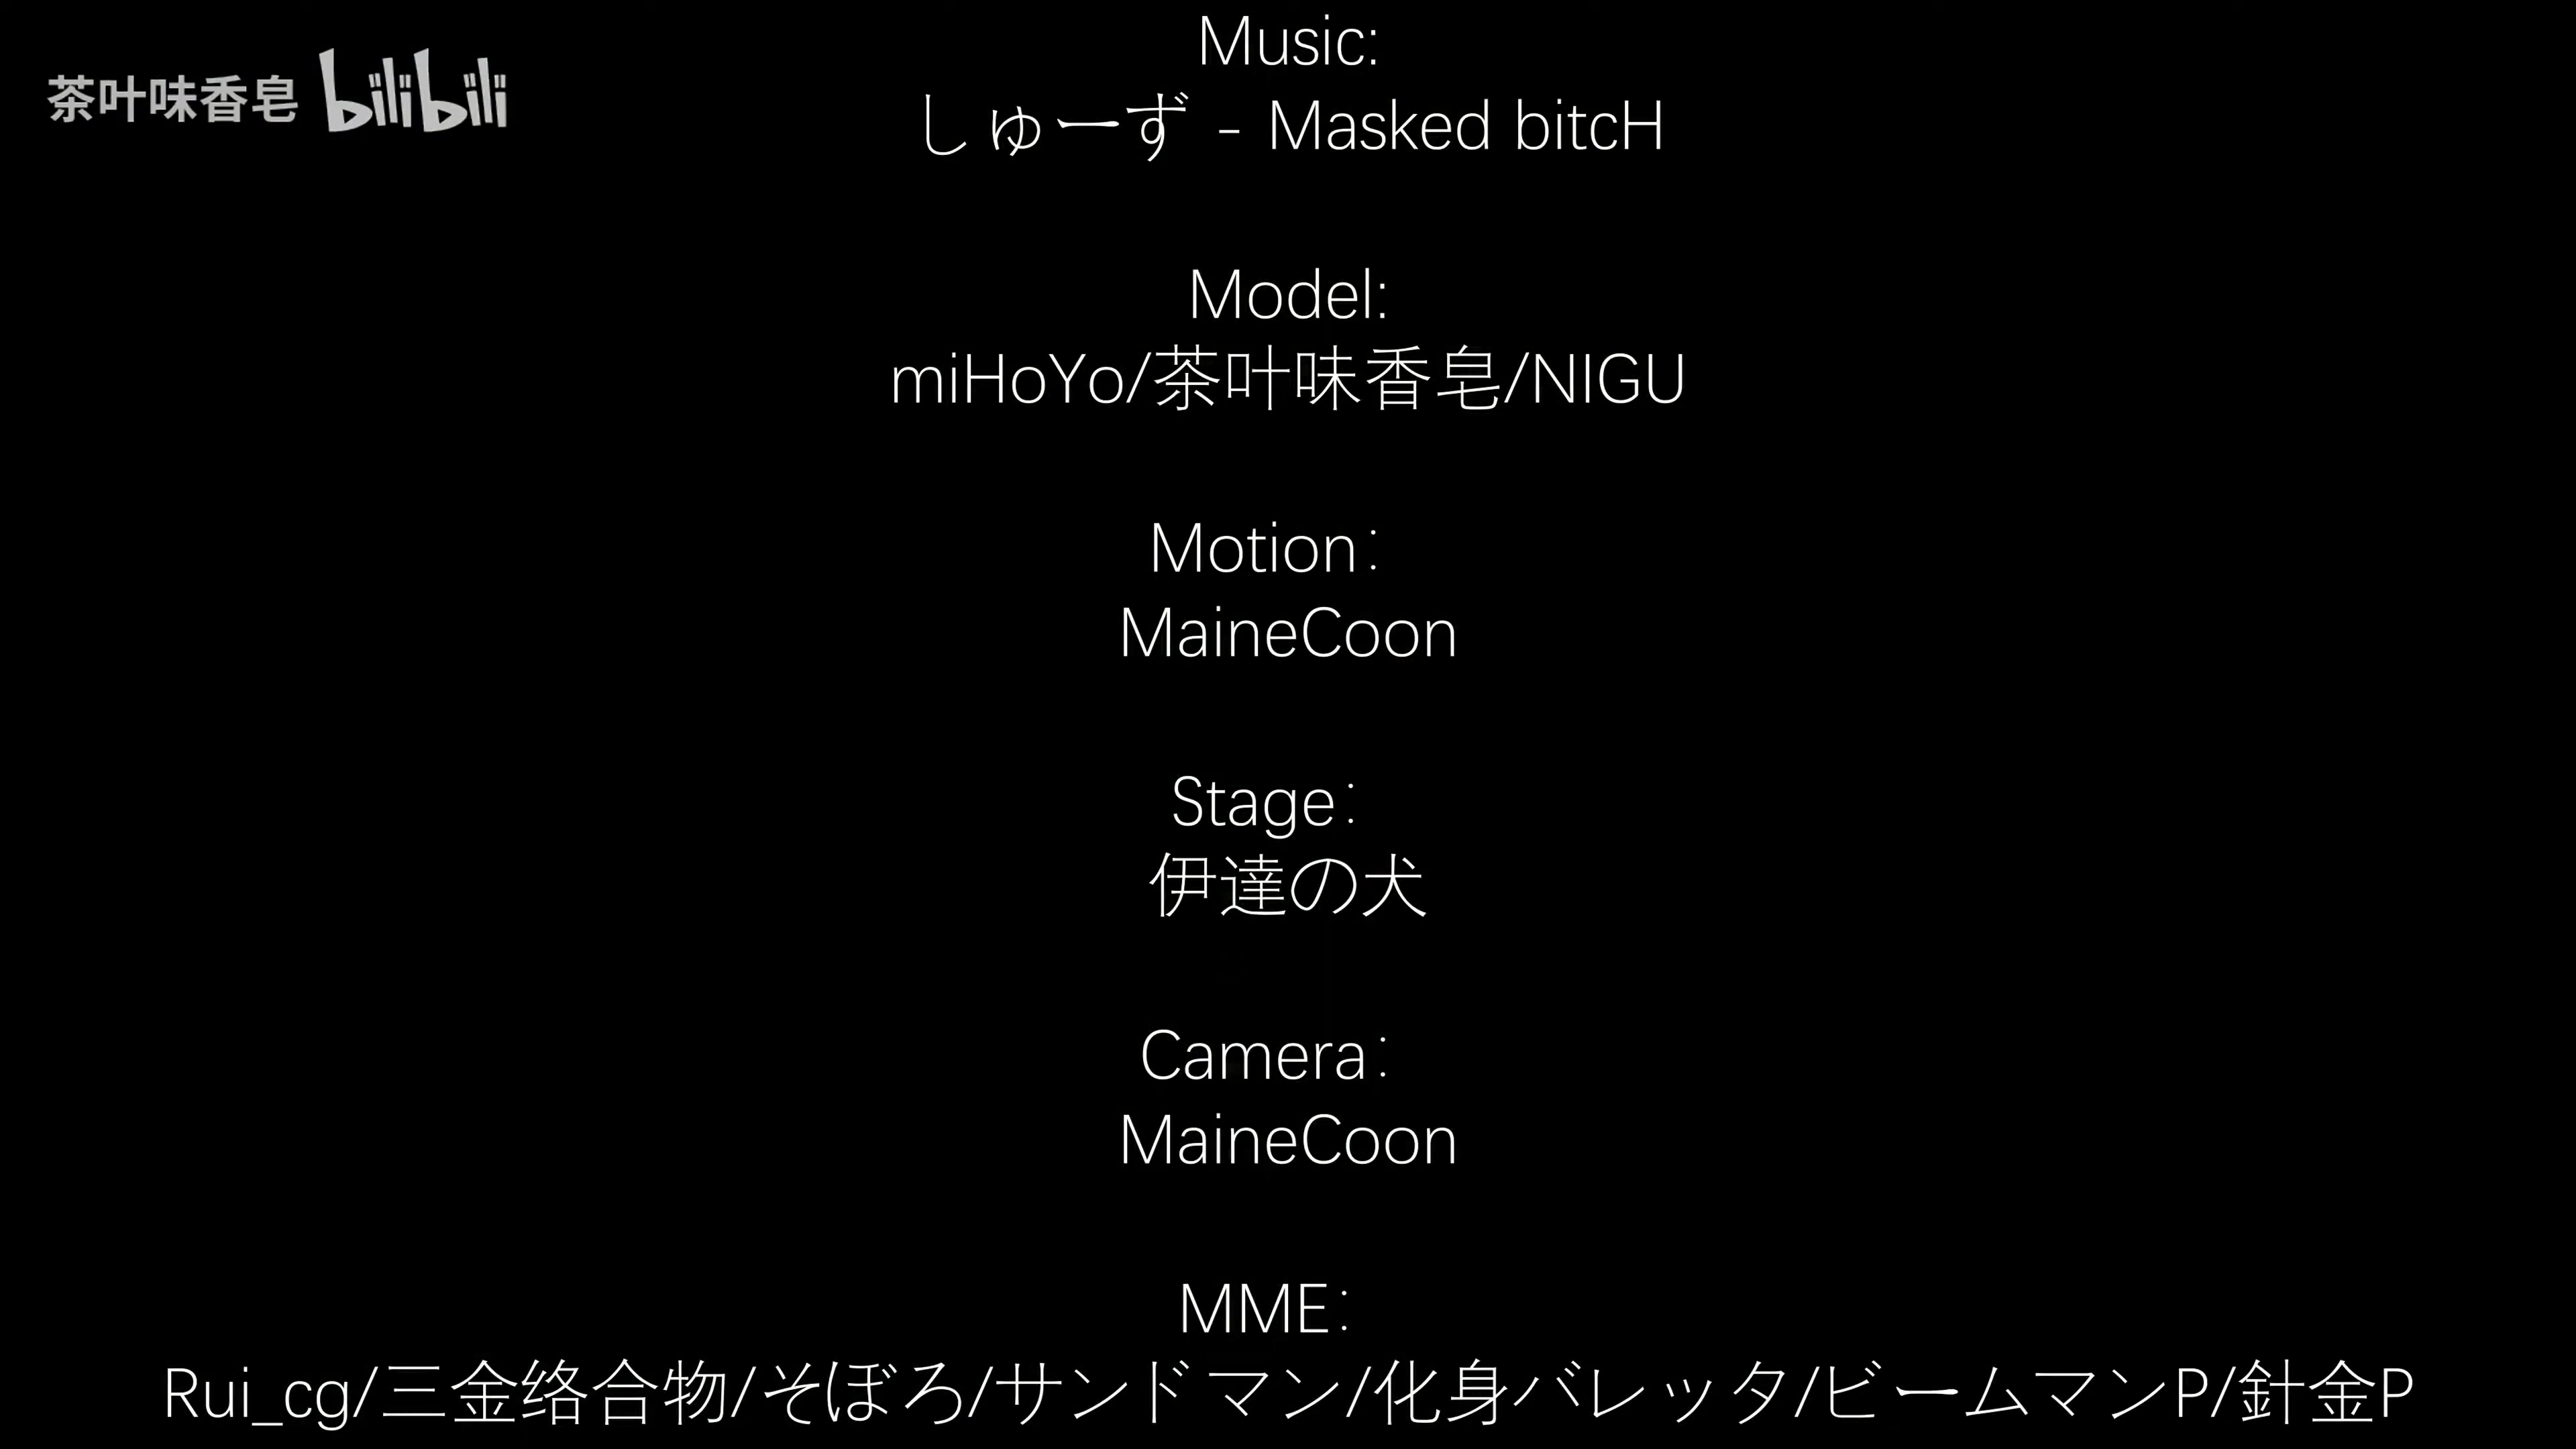 茶叶味香皂 bilibili
Music:
しゅーず - Masked bitcH
Model:
miHoYo/茶叶味香皂/NIGU
Motion：
MaineCoon
Stage：
伊達の犬
Camera：
MaineCoon
MME：
Rui_cg/三金络合物/そぼろ/サンドマン/化身バレッタ/ビームマンP/針金P